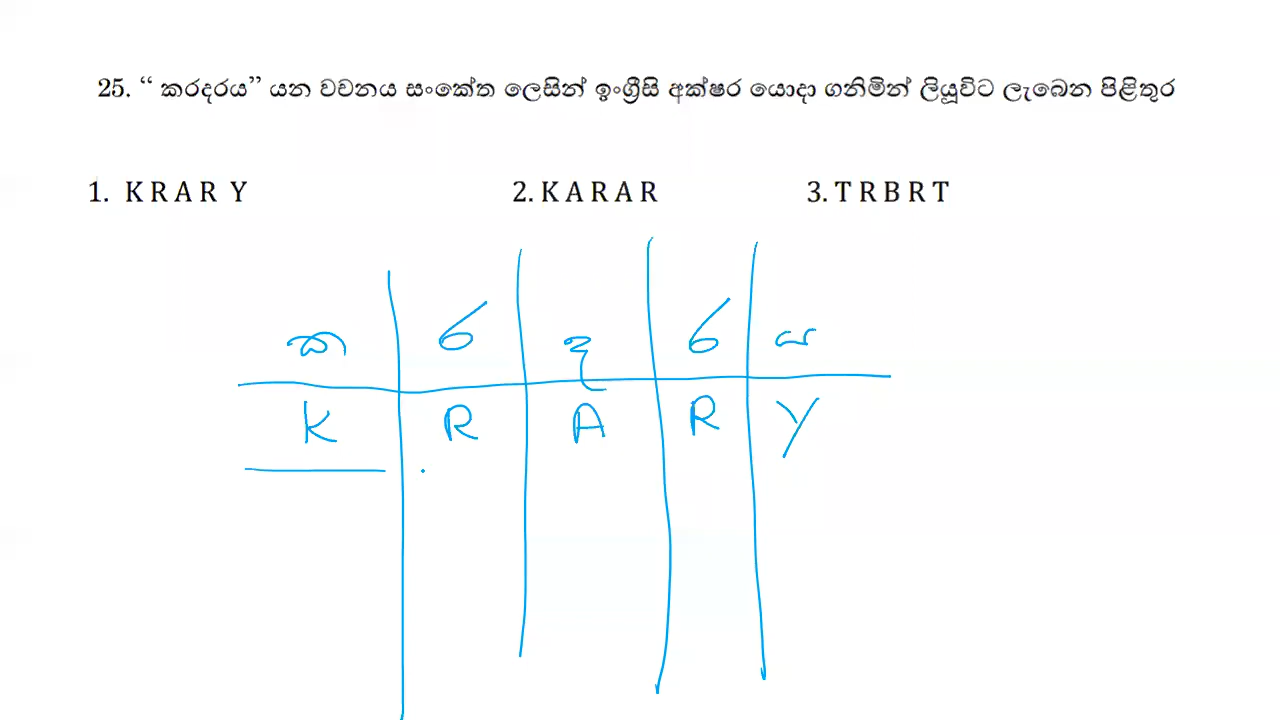 25. “ කරදරය” යන වචනය සංකේත ලෙසින් ඉංග්‍රීසි අක්ෂර යොදා ගනිමින් ලියූවිට ලැබෙන පිළිතුර
1. K R A R Y 2. K A R A R 3. T R B R T
ක ර ද ර ය
K R A R Y